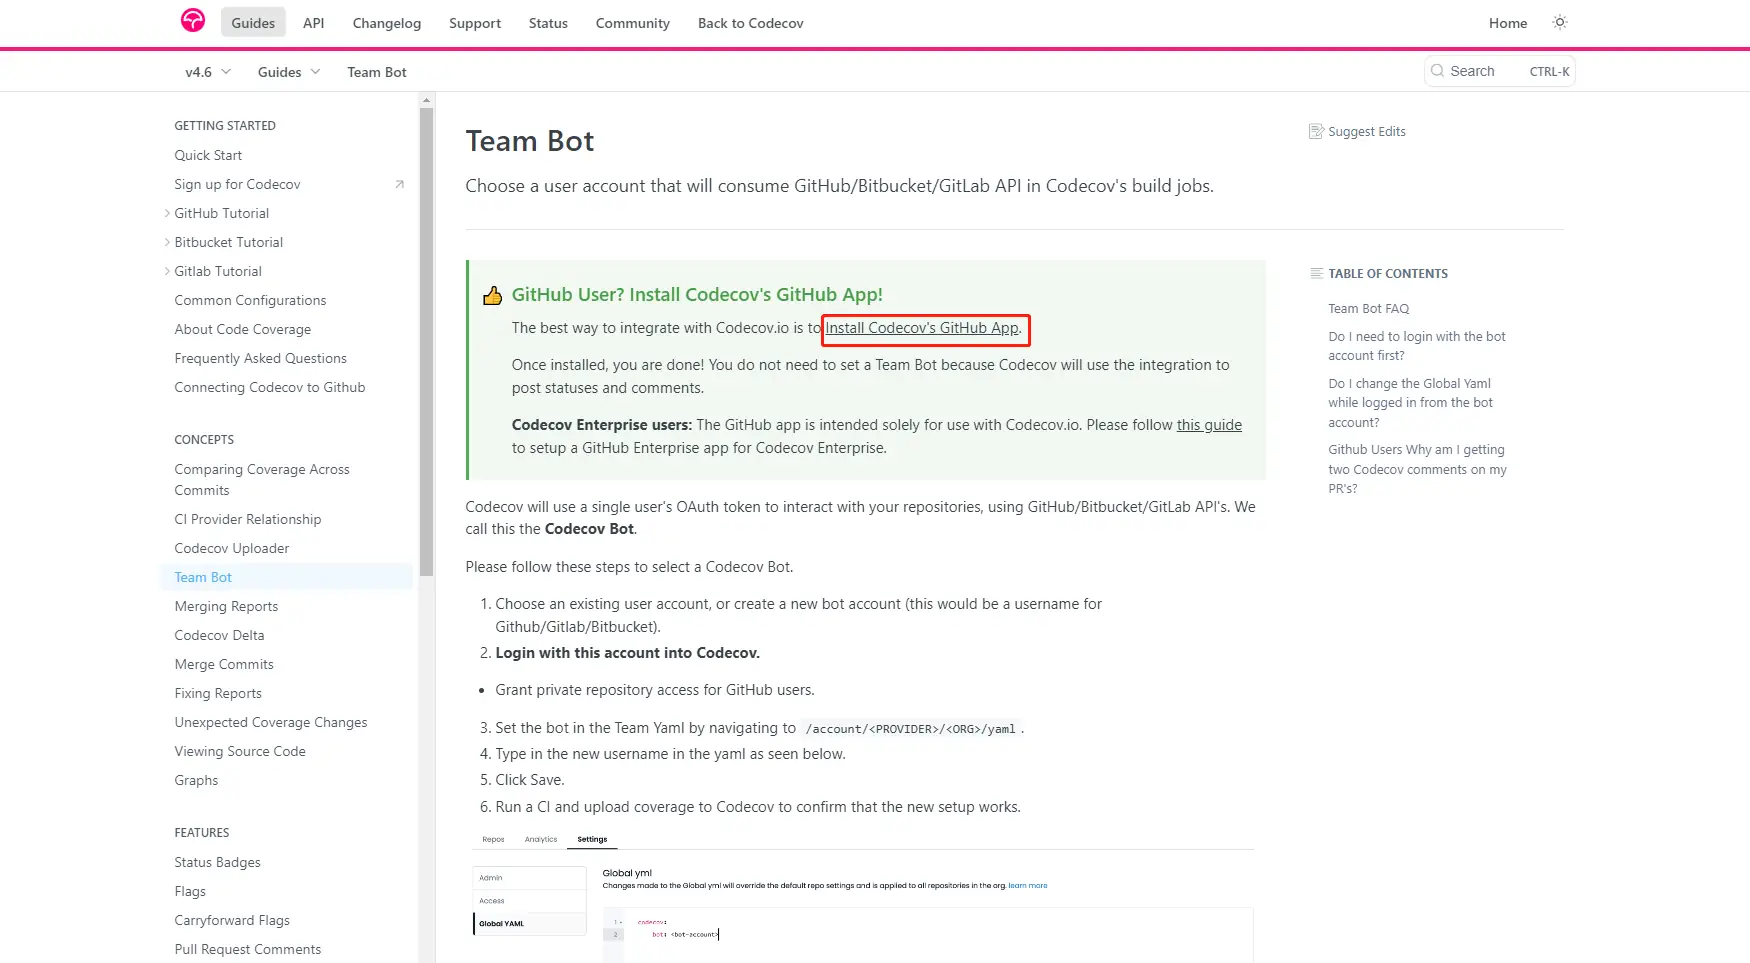 Guides API Changelog Support Status Community Back to Codecov Home
v4.6 Guides Team Bot Search CTRL-K
GETTING STARTED
Quick Start
Sign up for Codecov
GitHub Tutorial
Bitbucket Tutorial
Gitlab Tutorial
Common Configurations
About Code Coverage
Frequently Asked Questions
Connecting Codecov to Github
CONCEPTS
Comparing Coverage Across
Commits
CI Provider Relationship
Codecov Uploader
Team Bot
Merging Reports
Codecov Delta
Merge Commits
Fixing Reports
Unexpected Coverage Changes
Viewing Source Code
Graphs
FEATURES
Status Badges
Flags
Carryforward Flags
Pull Request Comments
Team Bot
Suggest Edits
Choose a user account that will consume GitHub/Bitbucket/GitLab API in Codecov's build jobs.
GitHub User? Install Codecov's GitHub App!
The best way to integrate with Codecov.io is to Install Codecov's GitHub App.
Once installed, you are done! You do not need to set a Team Bot because Codecov will use the integration to
post statuses and comments.
Codecov Enterprise users: The GitHub app is intended solely for use with Codecov.io. Please follow this guide
to setup a GitHub Enterprise app for Codecov Enterprise.
Codecov will use a single user's OAuth token to interact with your repositories, using GitHub/Bitbucket/GitLab API's. We
call this the Codecov Bot.
Please follow these steps to select a Codecov Bot.
1. Choose an existing user account, or create a new bot account (this would be a username for
Github/Gitlab/Bitbucket).
2. Login with this account into Codecov.
• Grant private repository access for GitHub users.
3. Set the bot in the Team Yaml by navigating to /account/<PROVIDER>/<ORG>/yaml .
4. Type in the new username in the yaml as seen below.
5. Click Save.
6. Run a CI and upload coverage to Codecov to confirm that the new setup works.
Repos Analytics Settings
Admin
Access
Global YAML
Global yml
Changes made to the Global yml will override the default repo settings and is applied to all repositories in the org. learn more
1 codecov:
2 bot: <bot-account>
TABLE OF CONTENTS
Team Bot FAQ
Do I need to login with the bot
account first?
Do I change the Global Yaml
while logged in from the bot
account?
Github Users Why am I getting
two Codecov comments on my
PR's?